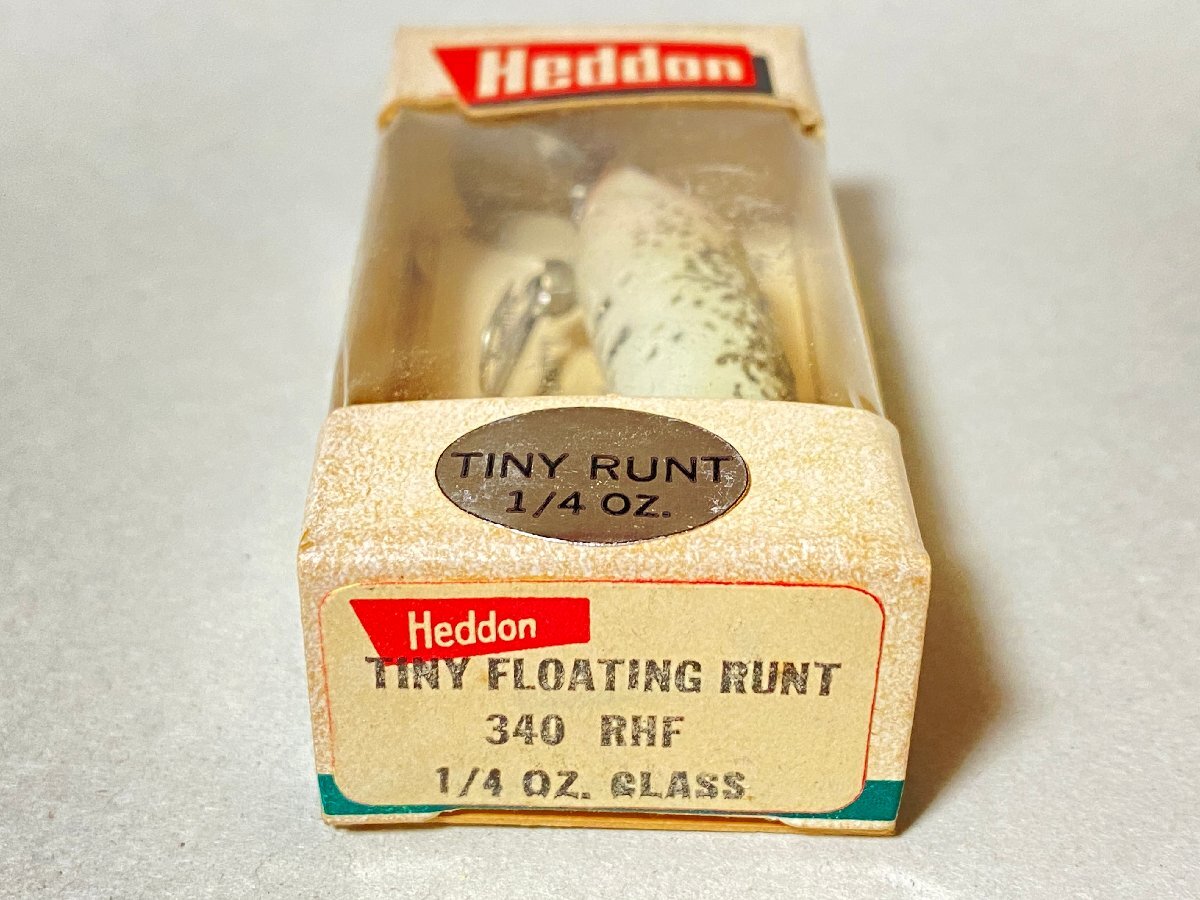 Heddon
TINY RUNT
1/4 OZ.
Heddon
TINY FLOATING RUNT
340 RHF
1/4 OZ. GLASS